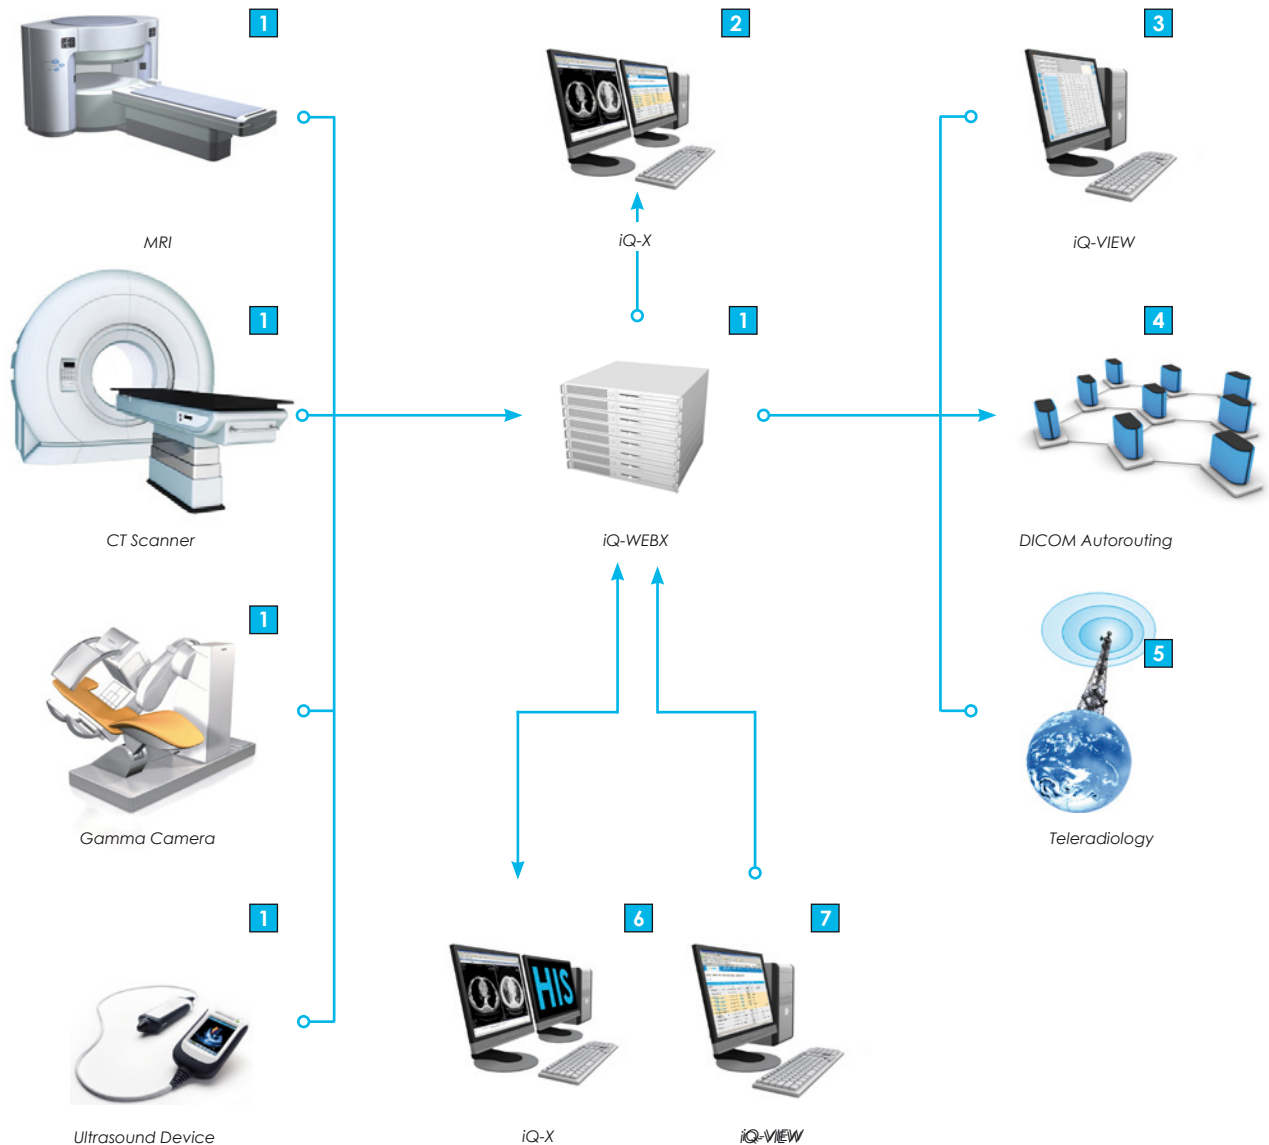 1
2
3
MRI
iQ-X
iQ-VIEW
1
1
4
CT Scanner
iQ-WEBX
DICOM Autorouting
1
5
Gamma Camera
Teleradiology
1
6
7
HIS
Ultrasound Device
iQ-X
iQ-VIEW